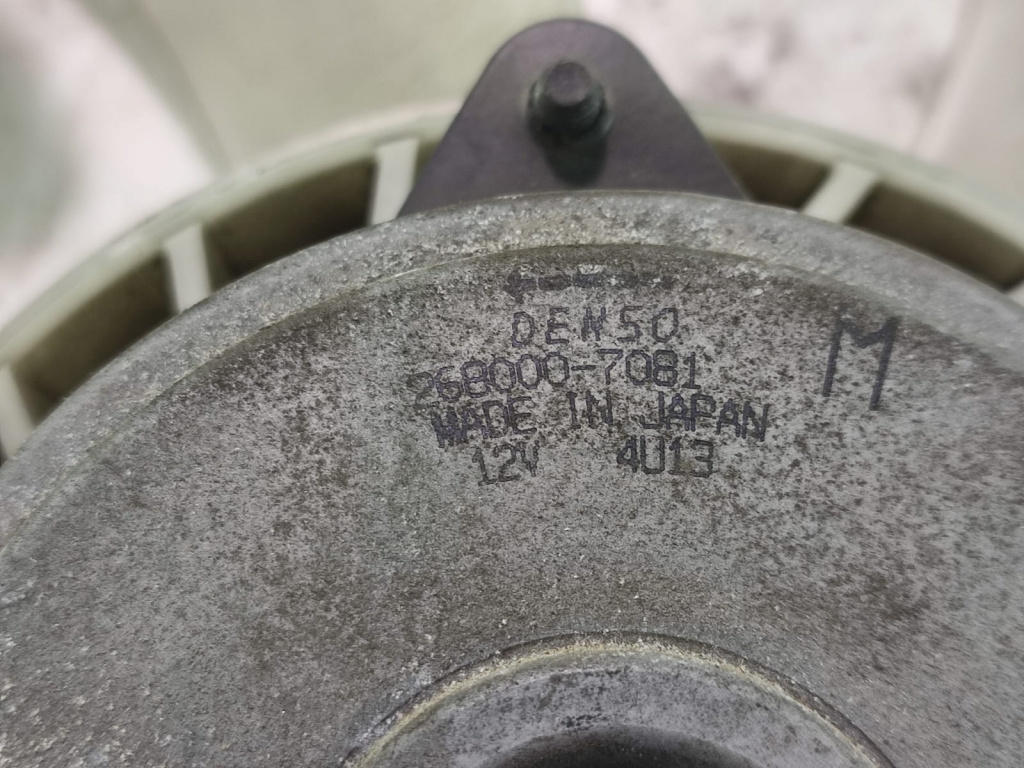 DENSO
268000-7081
MADE IN JAPAN
12V 4U13
M